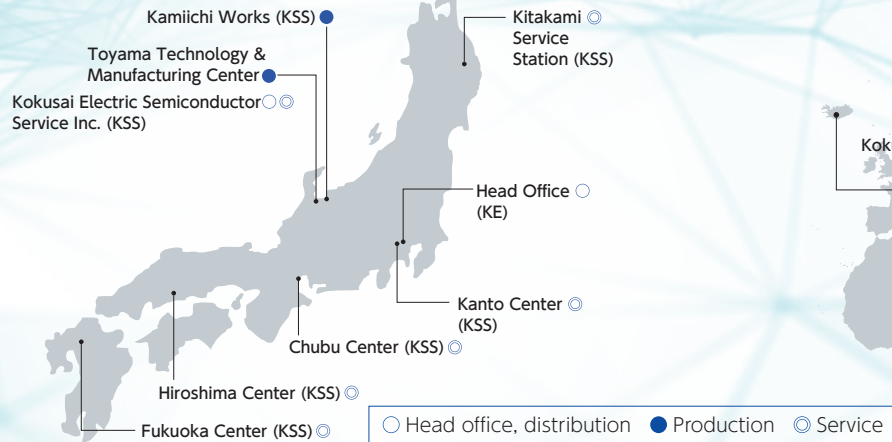 Kamiichi Works (KSS)
Toyama Technology &
Manufacturing Center
Kokusai Electric Semiconductor
Service Inc. (KSS)
Kitakami
Service
Station (KSS)
Head Office
(KE)
Kanto Center
(KSS)
Chubu Center (KSS)
Hiroshima Center (KSS)
Fukuoka Center (KSS)
Head office, distribution Production Service